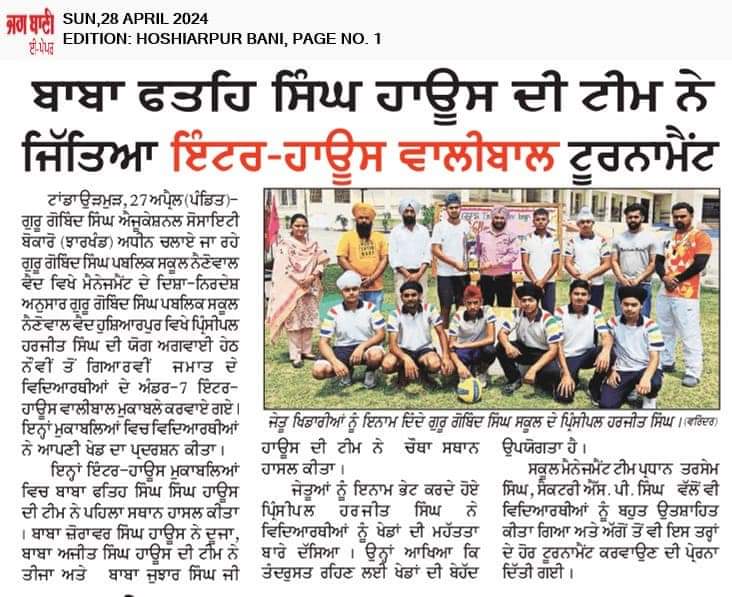 ਜਗ ਬਾਣੀ
ਈ-ਪੇਪਰ
SUN,28 APRIL 2024
EDITION: HOSHIARPUR BANI, PAGE NO. 1
ਬਾਬਾ ਫਤਹਿ ਸਿੰਘ ਹਾਊਸ ਦੀ ਟੀਮ ਨੇ
ਜਿੱਤਿਆ ਇੰਟਰ-ਹਾਊਸ ਵਾਲੀਬਾਲ ਟੂਰਨਾਮੈਂਟ
ਟਾਂਡਾ ਉੜਮੁੜ, 27 ਅਪ੍ਰੈਲ (ਪੰਡਿਤ)-
ਗੁਰੂ ਗੋਬਿੰਦ ਸਿੰਘ ਐਜੂਕੇਸ਼ਨਲ ਸੋਸਾਇਟੀ
ਬੋਕਾਰੋ (ਝਾਰਖੰਡ) ਅਧੀਨ ਚਲਾਏ ਜਾ ਰਹੇ
ਗੁਰੂ ਗੋਬਿੰਦ ਸਿੰਘ ਪਬਲਿਕ ਸਕੂਲ ਨੈਣੋਵਾਲ
ਵੈਦ ਵਿਖੇ ਮੈਨੇਜਮੈਂਟ ਦੇ ਦਿਸ਼ਾ-ਨਿਰਦੇਸ਼
ਅਨੁਸਾਰ ਗੁਰੂ ਗੋਬਿੰਦ ਸਿੰਘ ਪਬਲਿਕ ਸਕੂਲ
ਨੈਣੋਵਾਲ ਵੈਦ ਹੁਸ਼ਿਆਰਪੁਰ ਵਿਖੇ ਪ੍ਰਿੰਸੀਪਲ
ਹਰਜੀਤ ਸਿੰਘ ਦੀ ਯੋਗ ਅਗਵਾਈ ਹੇਠ
ਨੌਵੀਂ ਤੋਂ ਗਿਆਰਵੀਂ ਜਮਾਤ ਦੇ
ਵਿਦਿਆਰਥੀਆਂ ਦੇ ਅੰਡਰ-7 ਇੰਟਰ-
ਹਾਊਸ ਵਾਲੀਬਾਲ ਮੁਕਾਬਲੇ ਕਰਵਾਏ ਗਏ।
ਇਨ੍ਹਾਂ ਮੁਕਾਬਲਿਆਂ ਵਿਚ ਵਿਦਿਆਰਥੀਆਂ
ਨੇ ਆਪਣੀ ਖੇਡ ਦਾ ਪ੍ਰਦਰਸ਼ਨ ਕੀਤਾ।
ਇਨ੍ਹਾਂ ਇੰਟਰ-ਹਾਊਸ ਮੁਕਾਬਲਿਆਂ
ਵਿਚ ਬਾਬਾ ਫਤਿਹ ਸਿੰਘ ਸਿੰਘ ਹਾਊਸ
ਦੀ ਟੀਮ ਨੇ ਪਹਿਲਾ ਸਥਾਨ ਹਾਸਲ ਕੀਤਾ
। ਬਾਬਾ ਜ਼ੋਰਾਵਰ ਸਿੰਘ ਹਾਊਸ ਨੇ ਦੂਜਾ,
ਬਾਬਾ ਅਜੀਤ ਸਿੰਘ ਹਾਊਸ ਦੀ ਟੀਮ ਨੇ
ਤੀਜਾ ਅਤੇ ਬਾਬਾ ਜੁਝਾਰ ਸਿੰਘ ਜੀ
ਜੇਤੂ ਖਿਡਾਰੀਆਂ ਨੂੰ ਇਨਾਮ ਦਿੰਦੇ ਗੁਰੂ ਗੋਬਿੰਦ ਸਿੰਘ ਸਕੂਲ ਦੇ ਪ੍ਰਿੰਸੀਪਲ ਹਰਜੀਤ ਸਿੰਘ। (ਵਰਿੰਦਰ)
ਹਾਊਸ ਦੀ ਟੀਮ ਨੇ ਚੌਥਾ ਸਥਾਨ
ਹਾਸਲ ਕੀਤਾ।
ਜੇਤੂਆਂ ਨੂੰ ਇਨਾਮ ਭੇਟ ਕਰਦੇ ਹੋਏ
ਪ੍ਰਿੰਸੀਪਲ ਹਰਜੀਤ ਸਿੰਘ ਨੇ
ਵਿਦਿਆਰਥੀਆਂ ਨੂੰ ਖੇਡਾਂ ਦੀ ਮਹੱਤਤਾ
ਬਾਰੇ ਦੱਸਿਆ । ਉਨ੍ਹਾਂ ਆਖਿਆ ਕਿ
ਤੰਦਰੁਸਤ ਰਹਿਣ ਲਈ ਖੇਡਾਂ ਦੀ ਬੇਹੱਦ
ਉਪਯੋਗਤਾ ਹੈ।
ਸਕੂਲ ਮੈਨੇਜਮੈਂਟ ਟੀਮ ਪ੍ਰਧਾਨ ਤਰਸੇਮ
ਸਿੰਘ, ਸੈਕਟਰੀ ਐੱਸ. ਪੀ. ਸਿੰਘ ਵੱਲੋਂ ਵੀ
ਵਿਦਿਆਰਥੀਆਂ ਨੂੰ ਬਹੁਤ ਉਤਸ਼ਾਹਿਤ
ਕੀਤਾ ਗਿਆ ਅਤੇ ਅੱਗੋਂ ਤੋਂ ਵੀ ਇਸ ਤਰ੍ਹਾਂ
ਦੇ ਹੋਰ ਟੂਰਨਾਮੈਂਟ ਕਰਵਾਉਣ ਦੀ ਪ੍ਰੇਰਨਾ
ਦਿੱਤੀ ਗਈ।